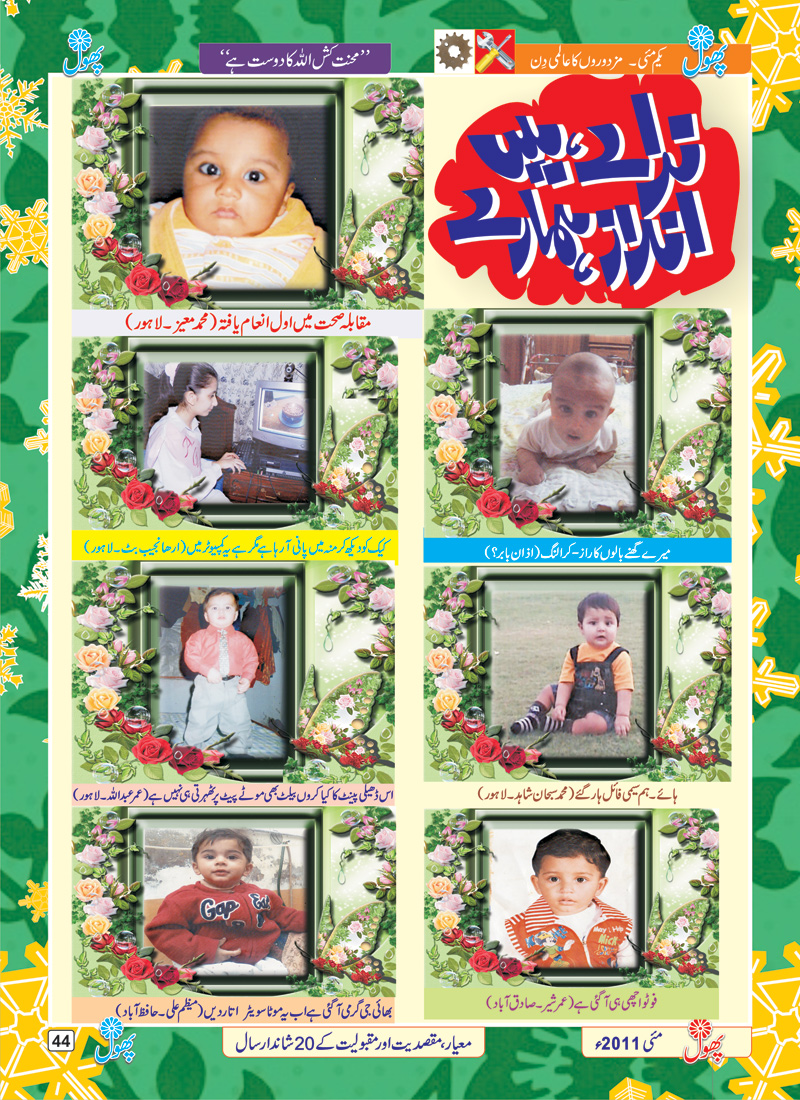 پھول
یکم مئی ۔ مزدوروں کا عالمی دِن
’’محنت کش اللہ کا دوست ہے‘‘
پھول
نرالے ہیں
انداز ہمارے
مقابلہ صحت میں اول انعام یافتہ (محمد معیز۔ لاہور)
میرے گھنے بالوں کا راز - کرالنگ (اذان بابر؟)
کیک کو دیکھ کر منہ میں پانی آرہا ہے مگر ہے یہ کمپیوٹر میں (ارھا نجیب بٹ۔ لاہور)
ہائے۔ ہم سیمی فائنل ہار گئے (محمد سبحان شاہد۔ لاہور)
اس ڈھیلی پینٹ کا کیا کروں بیلٹ بھی موٹے پیٹ پر ٹھہرتی ہی نہیں ہے (عمر عبداللہ۔ لاہور)
Gap
Mick
فوٹو اچھی ہی آگئی ہے (عمر شیر۔ صادق آباد)
بھائی جی گرمی آگئی ہے اب یہ موٹا سویٹر اتار دیں (میظم علی۔ حافظ آباد)
پھول
مئی 2011ء
معیار، مقصدیت اور مقبولیت کے 20 شاندار سال
پھول
44